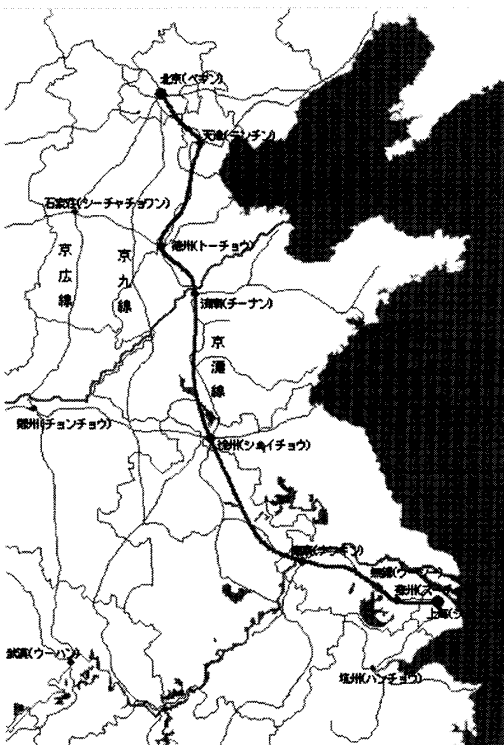 北京(ペキン)
天津(テンチン)
石家庄(シーチャチョワン)
徳州(トーチョウ)
京広線
京九線
済南(チーナン)
京滬線
鄭州(チョンチョウ)
徐州(シュイチョウ)
南京(ナンキン)
無錫(ウーシー)
蘇州(ス
上海(シ
武漢(ウーハン)
杭州(ハンチョウ)